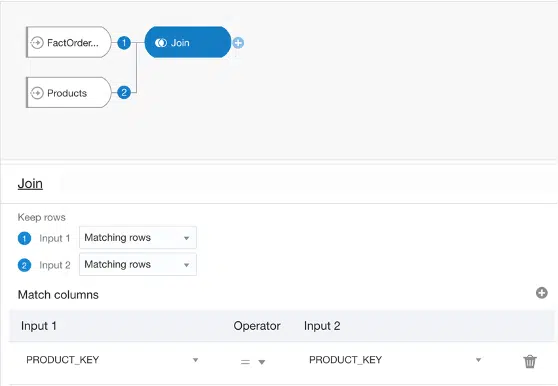 FactOrder... 1 Join
Products 2
Join
Keep rows
1 Input 1 Matching rows
2 Input 2 Matching rows
Match columns
Input 1 Operator Input 2
PRODUCT_KEY = PRODUCT_KEY